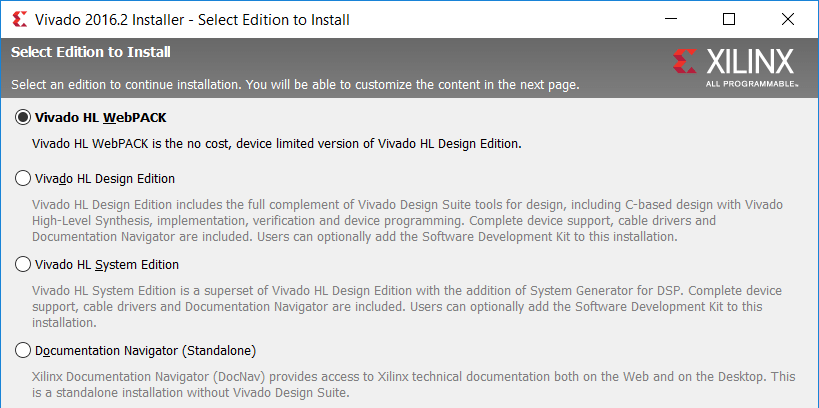 Vivado 2016.2 Installer - Select Edition to Install
Select Edition to Install
XILINX
ALL PROGRAMMABLE™
Select an edition to continue installation. You will be able to customize the content in the next page.
Vivado HL WebPACK
Vivado HL WebPACK is the no cost, device limited version of Vivado HL Design Edition.
Vivado HL Design Edition
Vivado HL Design Edition includes the full complement of Vivado Design Suite tools for design, including C-based design with Vivado
High-Level Synthesis, implementation, verification and device programming. Complete device support, cable drivers and
Documentation Navigator are included. Users can optionally add the Software Development Kit to this installation.
Vivado HL System Edition
Vivado HL System Edition is a superset of Vivado HL Design Edition with the addition of System Generator for DSP. Complete device
support, cable drivers and Documentation Navigator are included. Users can optionally add the Software Development Kit to this
installation.
Documentation Navigator (Standalone)
Xilinx Documentation Navigator (DocNav) provides access to Xilinx technical documentation both on the Web and on the Desktop. This
is a standalone installation without Vivado Design Suite.